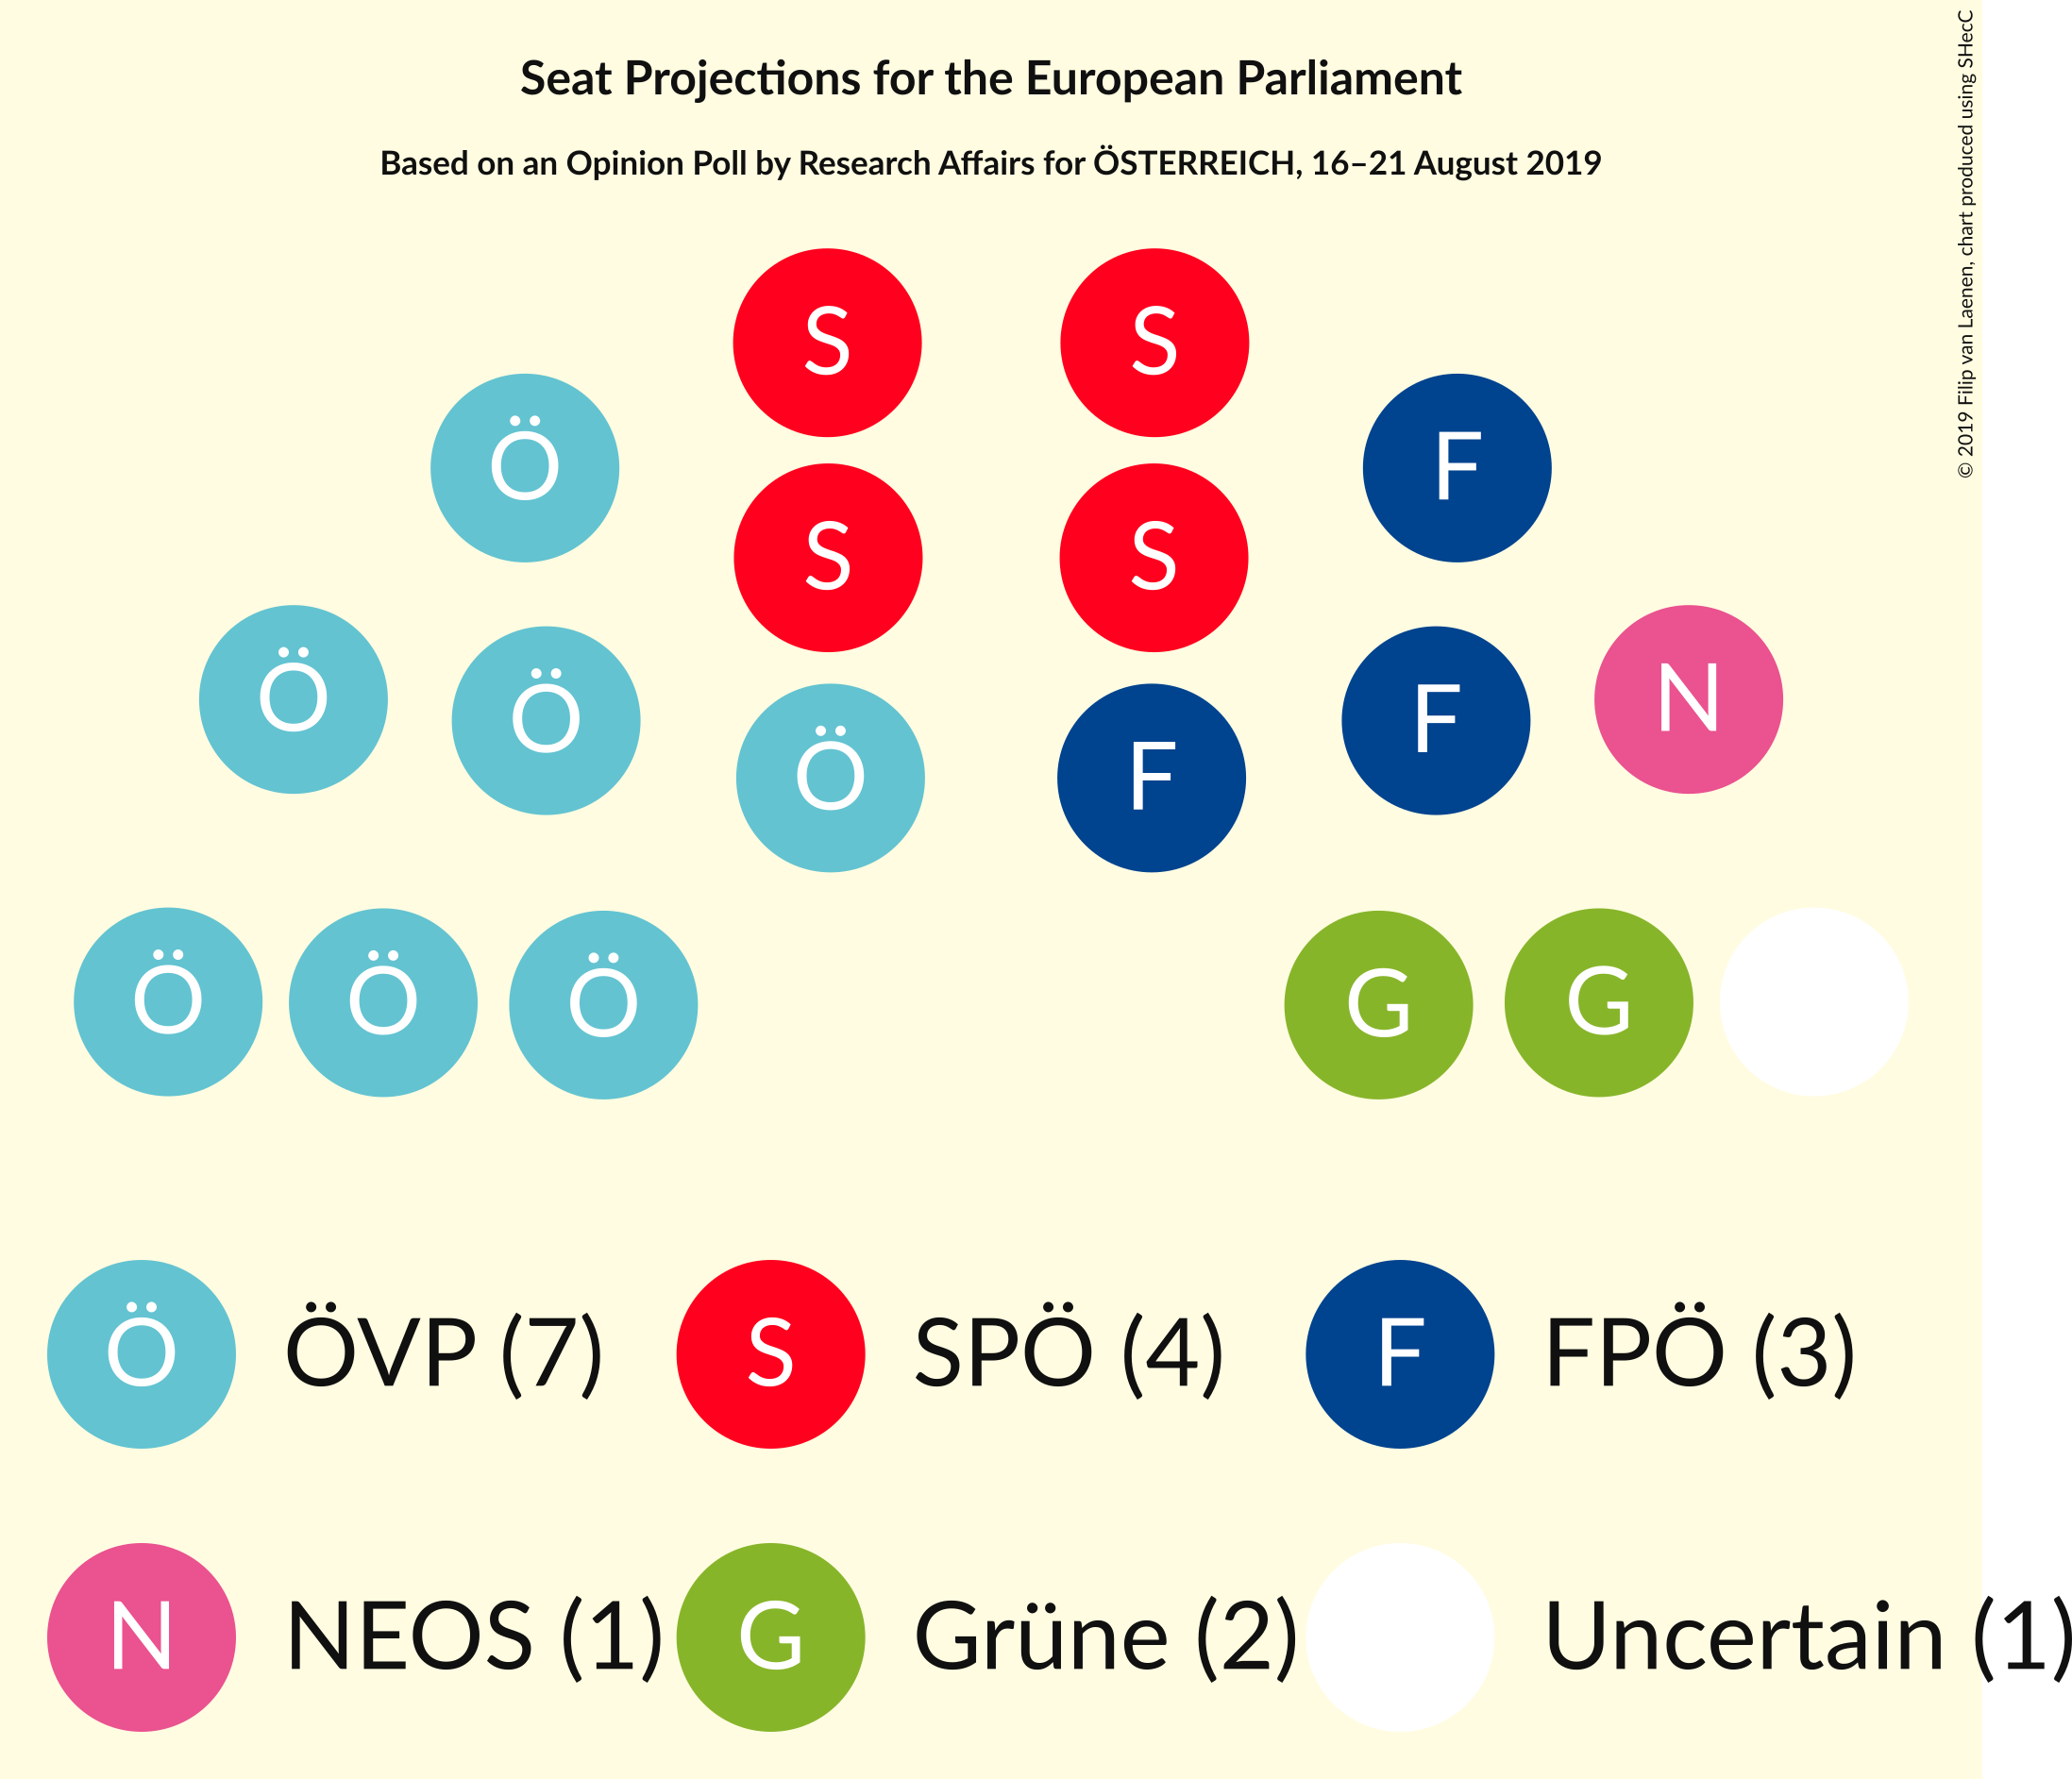 Seat Projections for the European Parliament
Based on an Opinion Poll by Research Affairs for ÖSTERREICH, 16–21 August 2019
© 2019 Filip van Laenen, chart produced using SHecC
S S
Ö F
S S
Ö N
Ö F
Ö F
Ö Ö Ö G G
Ö ÖVP (7) S SPÖ (4) F FPÖ (3)
N NEOS (1) G Grüne (2) Uncertain (1)